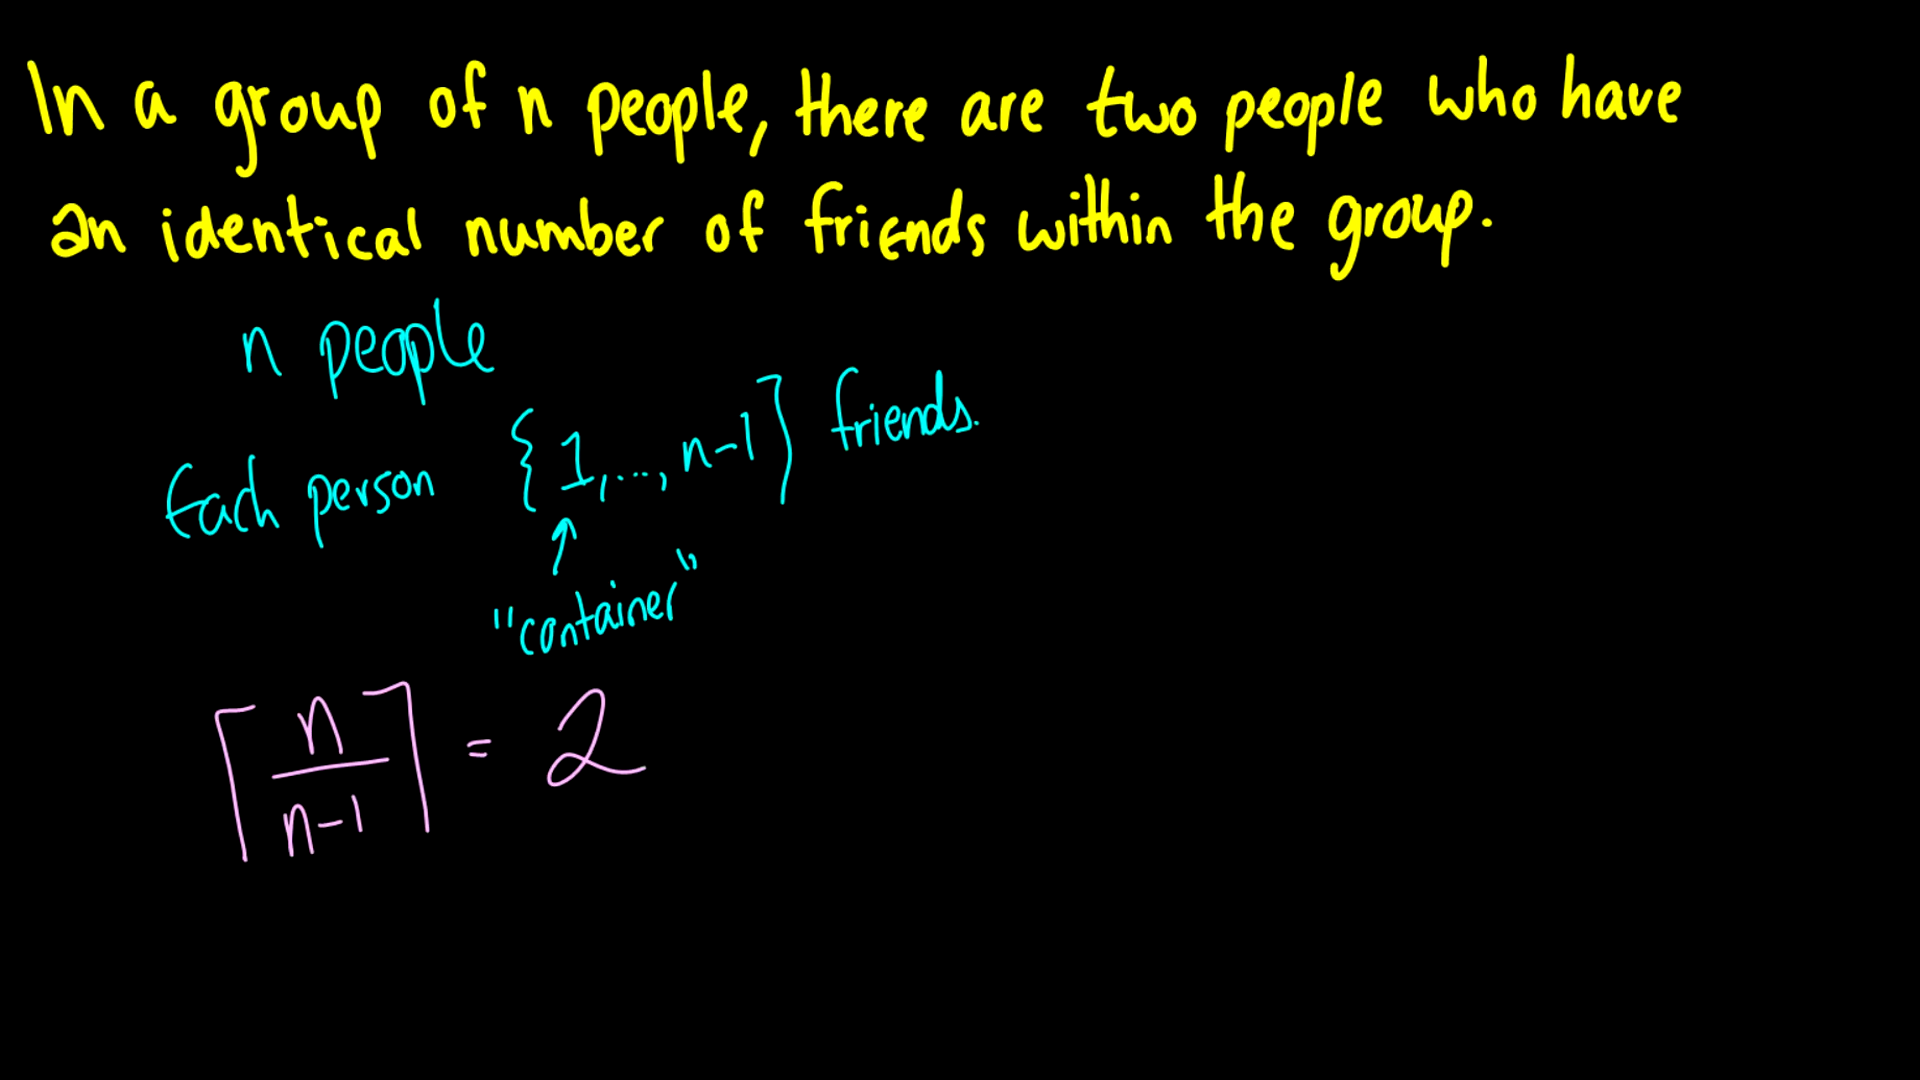 In a group of n people, there are two people who have
an identical number of friends within the group.
n people
Each person {1,...,n-1} friends.
↑
"container"
⌈n/(n-1)⌉ = 2